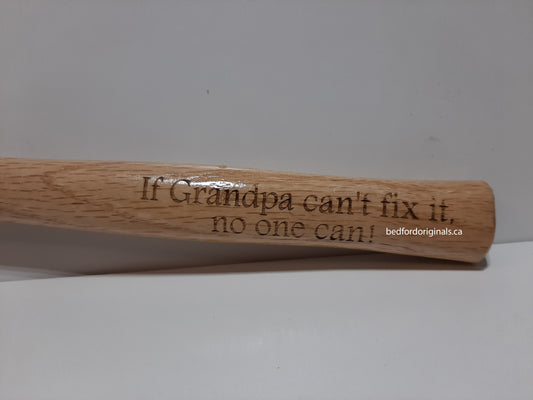 If Grandpa can't fix it,
no one can!
bedfordoriginals.ca